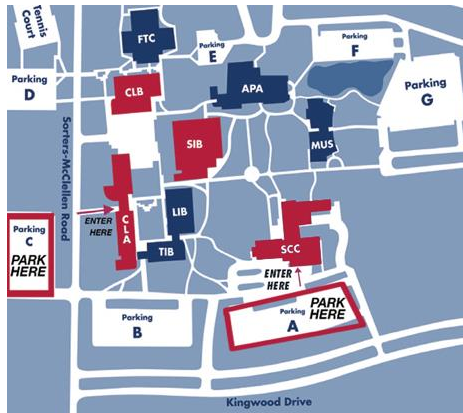 Tennis
Court
FTC
Parking
E
Parking
F
Parking
D
CLB
APA
Parking
G
Sorters-McClellen Road
SIB
MUS
LIB
CLA
ENTER
HERE
Parking
C
PARK
HERE
TIB
SCC
ENTER
HERE
PARK
HERE
Parking
A
Parking
B
Kingwood Drive